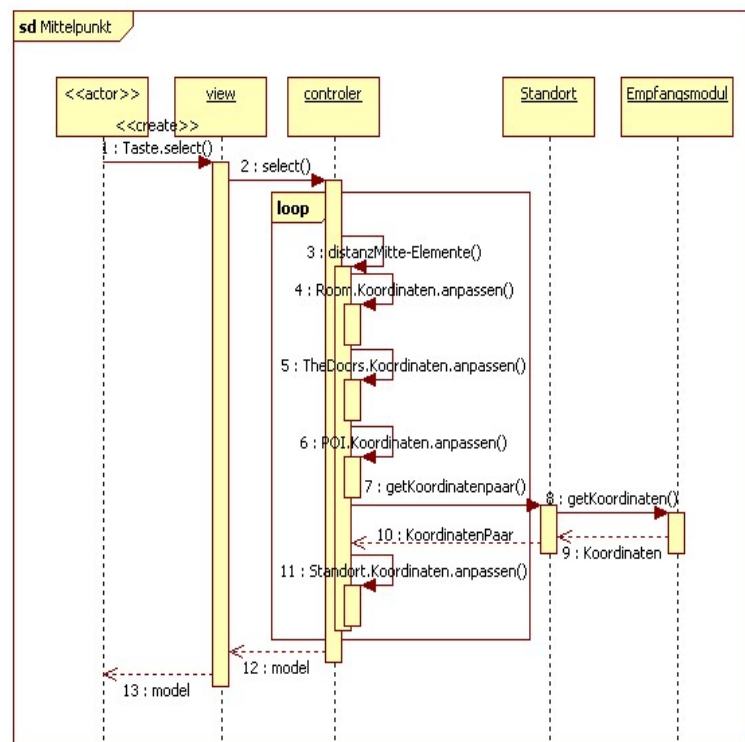 sd Mittelpunkt
<<actor>>
view
controler
Standort
Empfangsmodul
<<create>>
1 : Taste.select()
2 : select()
loop
3 : distanzMitte-Elemente()
4 : Room.Koordinaten.anpassen()
5 : TheDoors.Koordinaten.anpassen()
6 : POI.Koordinaten.anpassen()
7 : getKoordinatenpaar()
8 : getKoordinaten()
9 : Koordinaten
10 : KoordinatenPaar
11 : Standort.Koordinaten.anpassen()
12 : model
13 : model